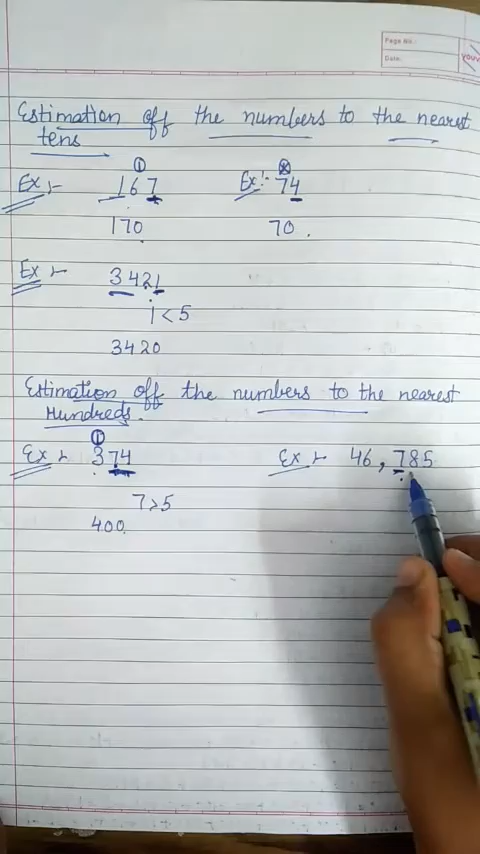 Page No.:
Date:
YOUVA
Estimation off the numbers to the nearest
tens
1
Ex:- 167 Ex:- 74
170 70.
Ex:- 3421
1 < 5
3420
Estimation off the numbers to the nearest
Hundreds.
1
Ex:- 374 Ex:- 46,785
7 > 5
400